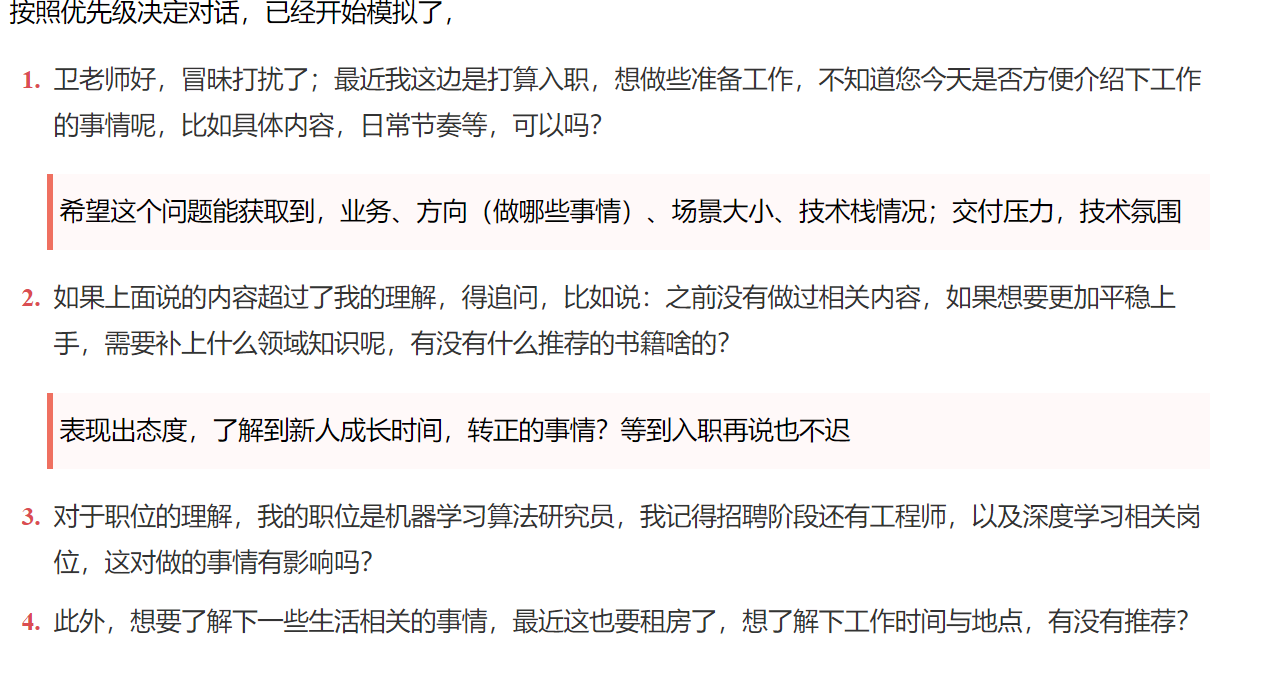 按照优先级决定对话，已经开始模拟了，
1. 卫老师好，冒昧打扰了；最近我这边是打算入职，想做些准备工作，不知道您今天是否方便介绍下工作
的事情呢，比如具体内容，日常节奏等，可以吗？
希望这个问题能获取到，业务、方向（做哪些事情）、场景大小、技术栈情况；交付压力，技术氛围
2. 如果上面说的内容超过了我的理解，得追问，比如说：之前没有做过相关内容，如果想要更加平稳上
手，需要补上什么领域知识呢，有没有什么推荐的书籍啥的？
表现出态度，了解到新人成长时间，转正的事情？等到入职再说也不迟
3. 对于职位的理解，我的职位是机器学习算法研究员，我记得招聘阶段还有工程师，以及深度学习相关岗
位，这对做的事情有影响吗？
4. 此外，想要了解下一些生活相关的事情，最近这也要租房了，想了解下工作时间与地点，有没有推荐？